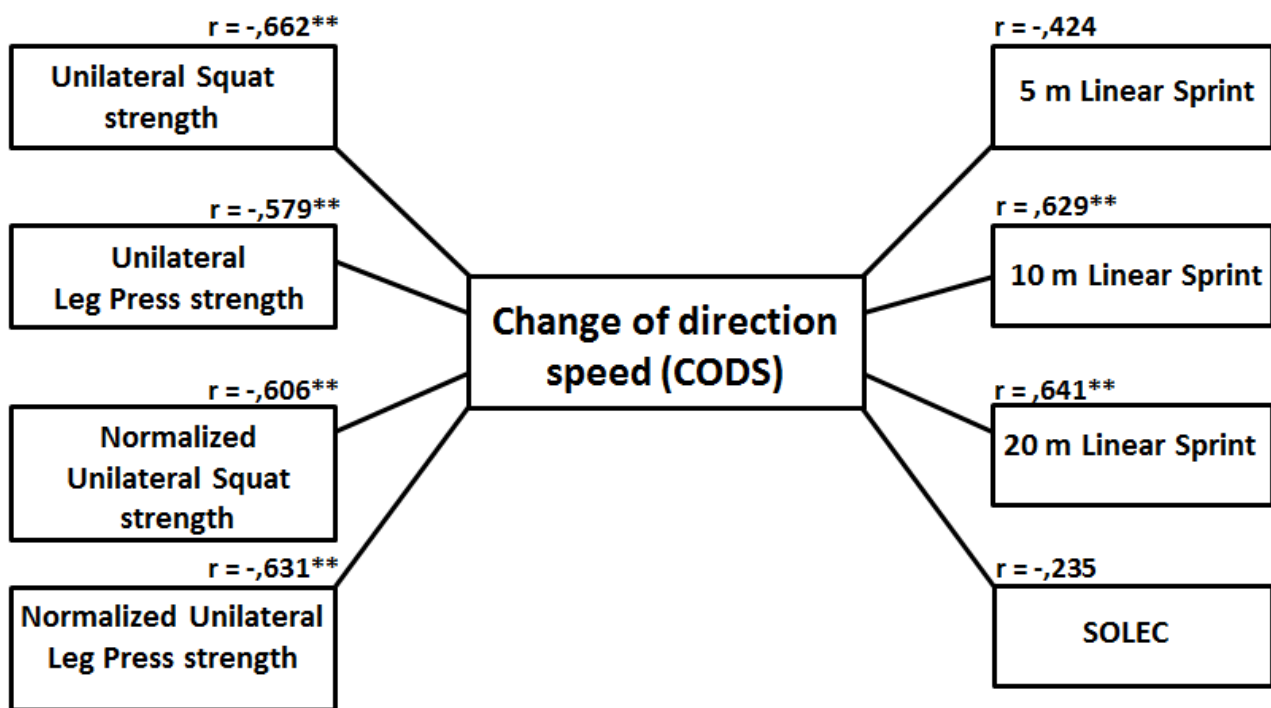 r = -,662**
Unilateral Squat
strength
r = -,579**
Unilateral
Leg Press strength
r = -,606**
Normalized
Unilateral Squat
strength
r = -,631**
Normalized Unilateral
Leg Press strength
Change of direction
speed (CODS)
r = -,424
5 m Linear Sprint
r = ,629**
10 m Linear Sprint
r = ,641**
20 m Linear Sprint
r = -,235
SOLEC